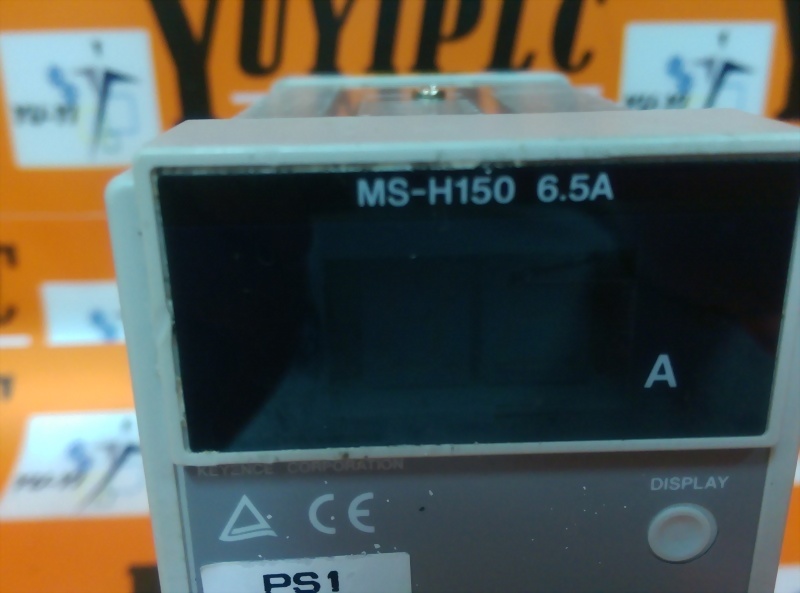 YUYIPLC
MS-H150 6.5A
A
KEYENCE CORPORATION
DISPLAY
CE
PS1